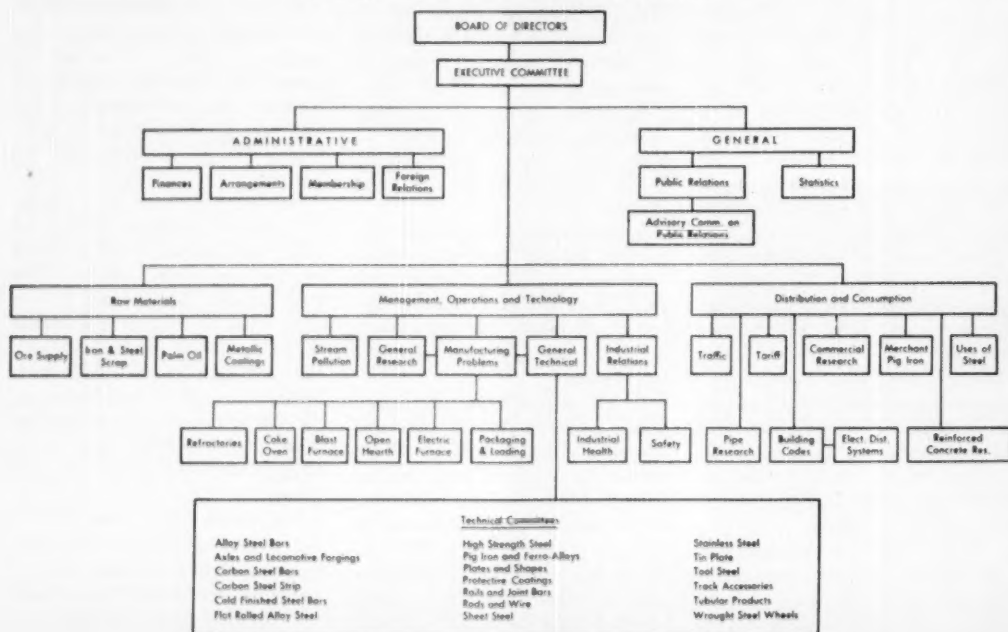 BOARD OF DIRECTORS
EXECUTIVE COMMITTEE
ADMINISTRATIVE
GENERAL
Finances
Arrangements
Membership
Foreign
Relations
Public Relations
Statistics
Advisory Comm. on
Public Relations
Raw Materials
Management, Operations and Technology
Distribution and Consumption
Ore Supply
Iron & Steel
Scrap
Palm Oil
Metallic
Coatings
Stream
Pollution
General
Research
Manufacturing
Problems
General
Technical
Industrial
Relations
Traffic
Tariff
Commercial
Research
Merchant
Pig Iron
Uses of
Steel
Refractories
Coke
Oven
Blast
Furnace
Open
Hearth
Electric
Furnace
Packaging
& Loading
Industrial
Health
Safety
Pipe
Research
Building
Codes
Elect. Dist.
Systems
Reinforced
Concrete Res.
Technical Committees
Alloy Steel Bars
Axles and Locomotive Forgings
Carbon Steel Bars
Carbon Steel Strip
Cold Finished Steel Bars
Flat Rolled Alloy Steel
High Strength Steel
Pig Iron and Ferro-Alloys
Plates and Shapes
Protective Coatings
Rails and Joint Bars
Rods and Wire
Sheet Steel
Stainless Steel
Tin Plate
Tool Steel
Track Accessories
Tubular Products
Wrought Steel Wheels